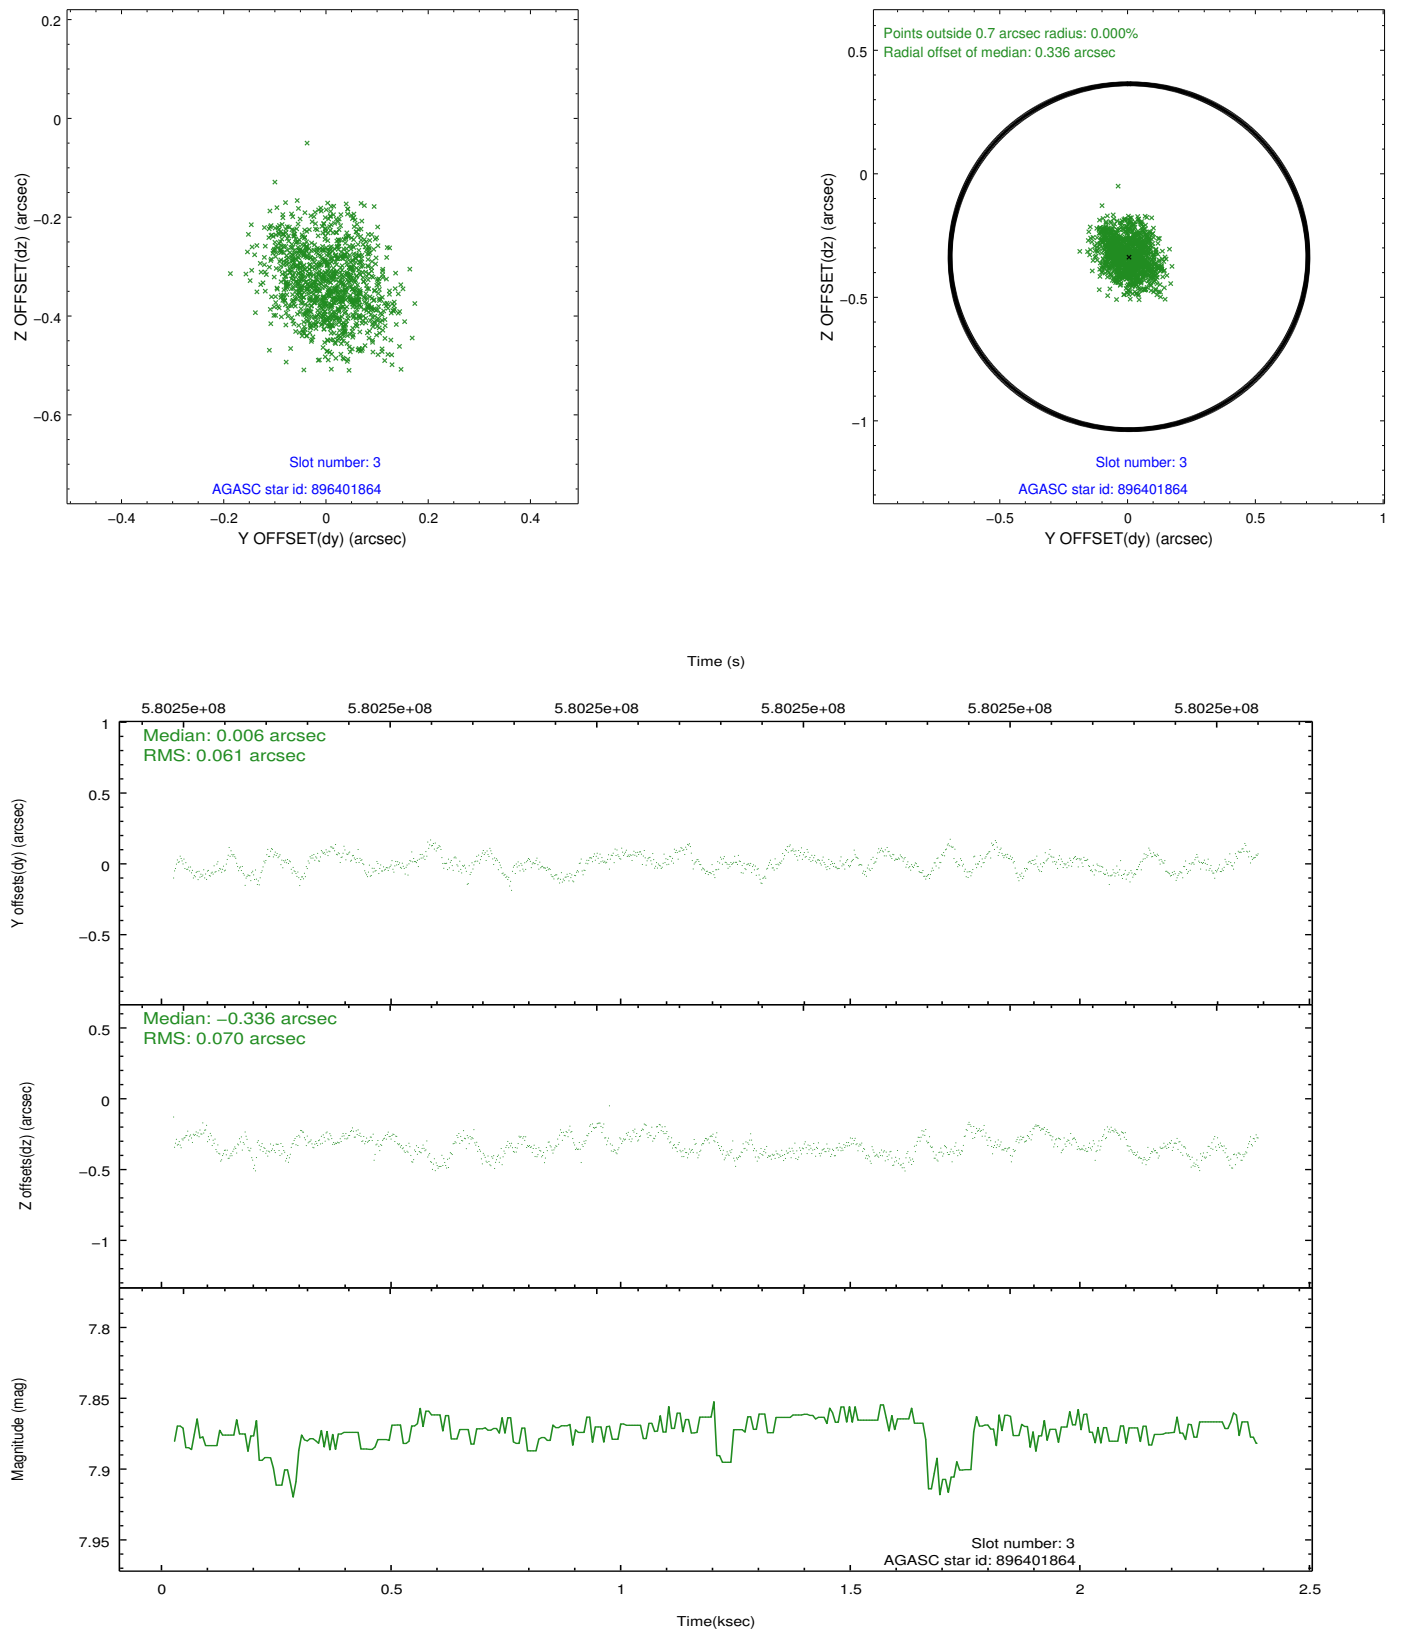 0.2
0
−0.2
−0.4
−0.6
Z OFFSET(dz) (arcsec)
Slot number: 3
AGASC star id: 896401864
−0.4 −0.2 0 0.2 0.4
Y OFFSET(dy) (arcsec)
Points outside 0.7 arcsec radius: 0.000%
Radial offset of median: 0.336 arcsec
0.5
0
−0.5
−1
Z OFFSET(dz) (arcsec)
Slot number: 3
AGASC star id: 896401864
−0.5 0 0.5 1
Y OFFSET(dy) (arcsec)
Time (s)
5.8025e+08 5.8025e+08 5.8025e+08 5.8025e+08 5.8025e+08 5.8025e+08
Median: 0.006 arcsec
RMS: 0.061 arcsec
1
0.5
0
−0.5
Y offsets(dy) (arcsec)
Median: −0.336 arcsec
RMS: 0.070 arcsec
0.5
0
−0.5
−1
Z offsets(dz) (arcsec)
7.8
7.85
7.9
7.95
Magnitude (mag)
Slot number: 3
AGASC star id: 896401864
0 0.5 1 1.5 2 2.5
Time(ksec)